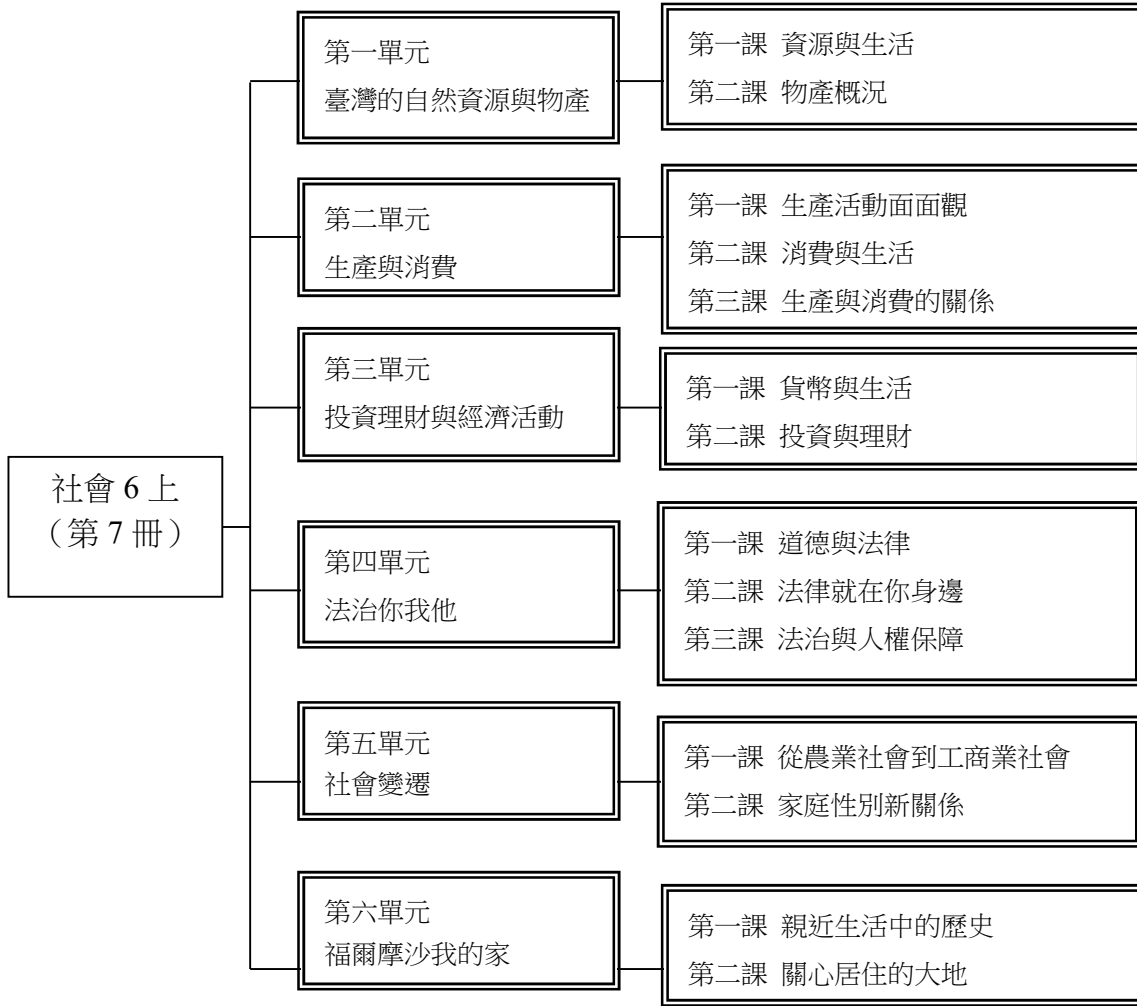 社會 6 上
（第 7 冊）
第一單元
臺灣的自然資源與物產
第一課 資源與生活
第二課 物產概況
第二單元
生產與消費
第一課 生產活動面面觀
第二課 消費與生活
第三課 生產與消費的關係
第三單元
投資理財與經濟活動
第一課 貨幣與生活
第二課 投資與理財
第四單元
法治你我他
第一課 道德與法律
第二課 法律就在你身邊
第三課 法治與人權保障
第五單元
社會變遷
第一課 從農業社會到工商業社會
第二課 家庭性別新關係
第六單元
福爾摩沙我的家
第一課 親近生活中的歷史
第二課 關心居住的大地